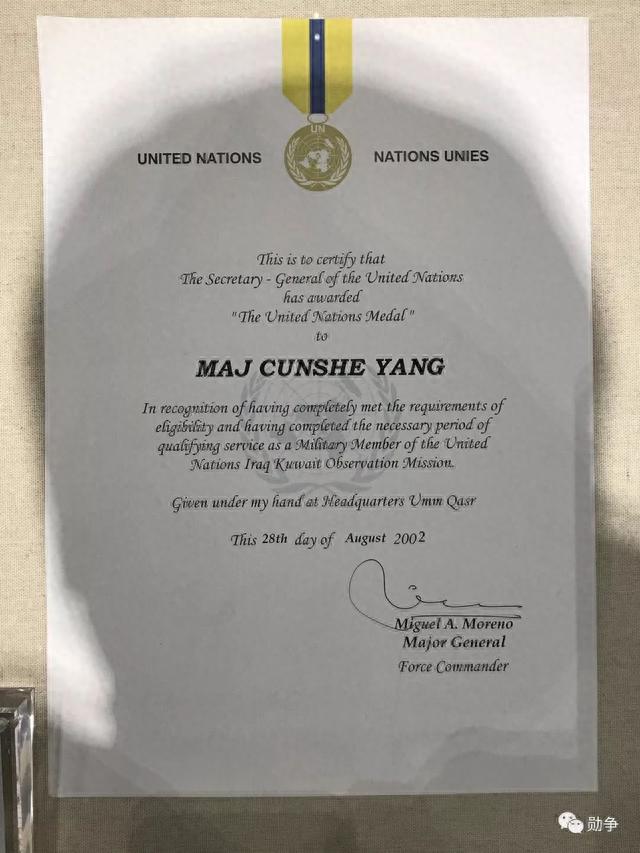 UN
UNITED NATIONS
NATIONS UNIES
This is to certify that
The Secretary - General of the United Nations
has awarded
"The United Nations Medal"
to
MAJ CUNSHE YANG
In recognition of having completely met the requirements of
eligibility and having completed the necessary period of
qualifying service as a Military Member of the United
Nations Iraq Kuwait Observation Mission.
Given under my hand at Headquarters Umm Qasr
This 28th day of August 2002
Miguel A. Moreno
Major General
Force Commander
勋争